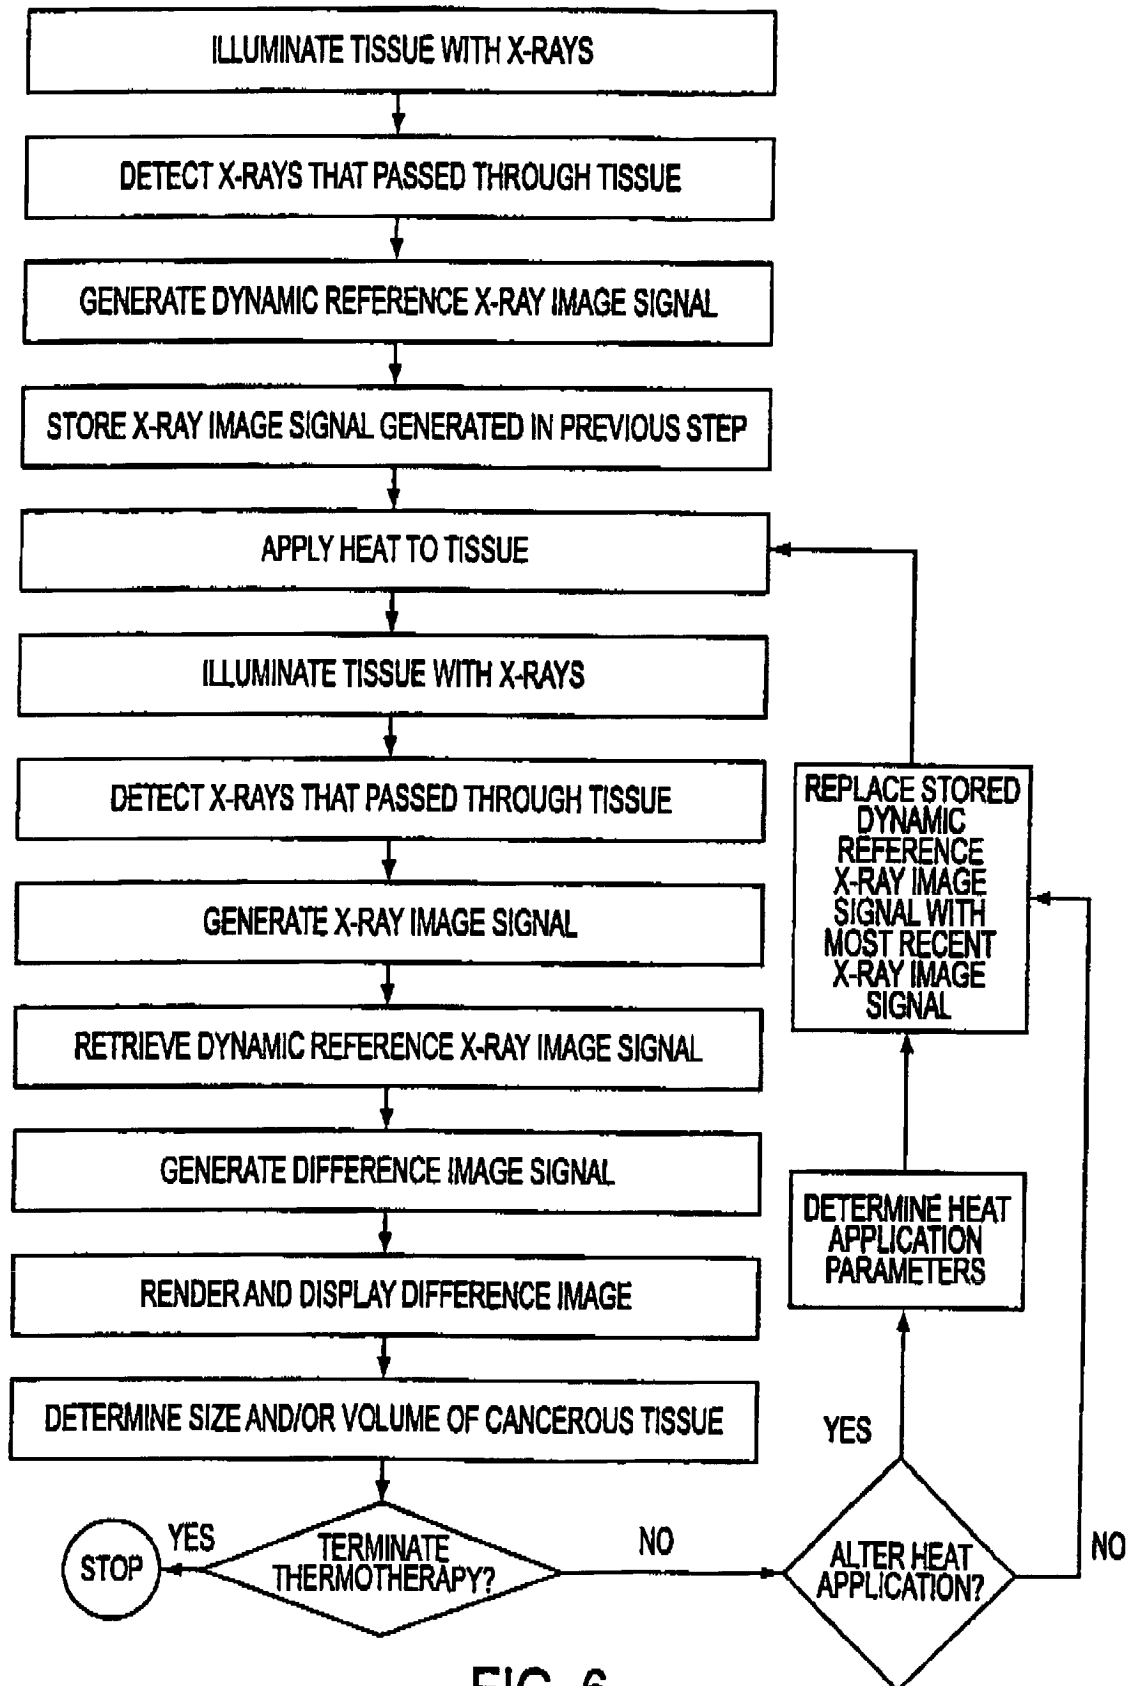 ILLUMINATE TISSUE WITH X-RAYS
DETECT X-RAYS THAT PASSED THROUGH TISSUE
GENERATE DYNAMIC REFERENCE X-RAY IMAGE SIGNAL
STORE X-RAY IMAGE SIGNAL GENERATED IN PREVIOUS STEP
APPLY HEAT TO TISSUE
ILLUMINATE TISSUE WITH X-RAYS
DETECT X-RAYS THAT PASSED THROUGH TISSUE
GENERATE X-RAY IMAGE SIGNAL
RETRIEVE DYNAMIC REFERENCE X-RAY IMAGE SIGNAL
GENERATE DIFFERENCE IMAGE SIGNAL
RENDER AND DISPLAY DIFFERENCE IMAGE
DETERMINE SIZE AND/OR VOLUME OF CANCEROUS TISSUE
TERMINATE
THERMOTHERAPY?
YES
STOP
NO
ALTER HEAT
APPLICATION?
YES
NO
DETERMINE HEAT
APPLICATION
PARAMETERS
REPLACE STORED
DYNAMIC
REFERENCE
X-RAY IMAGE
SIGNAL WITH
MOST RECENT
X-RAY IMAGE
SIGNAL
FIG. 6